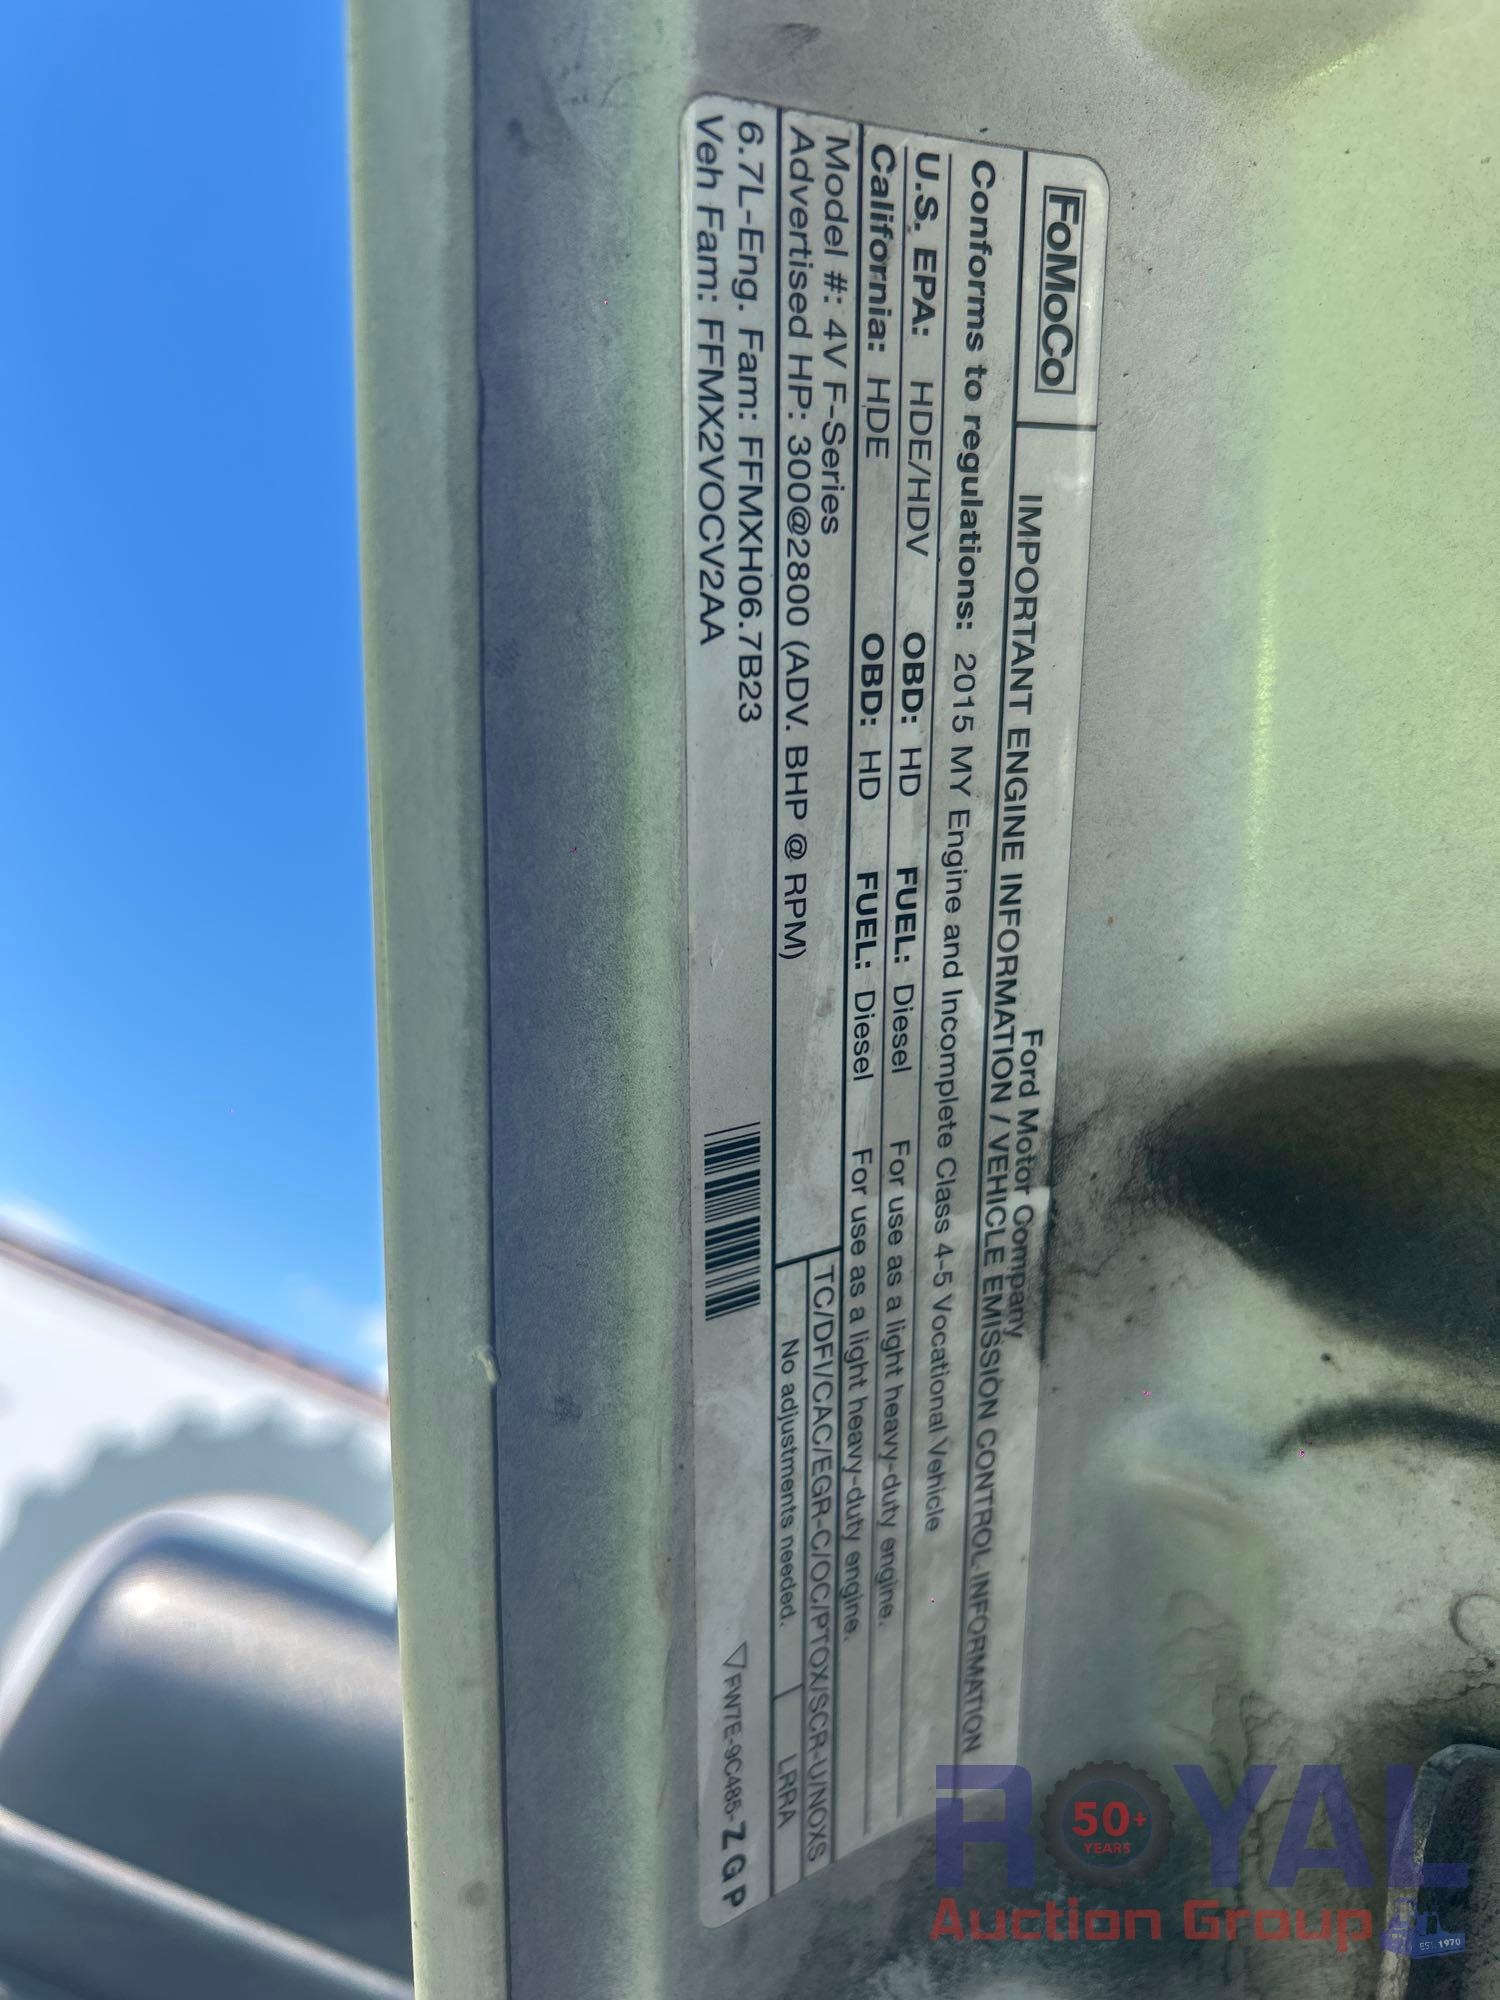 FoMoCo
Ford Motor Company
IMPORTANT ENGINE INFORMATION / VEHICLE EMISSION CONTROL INFORMATION
Conforms to regulations: 2015 MY Engine and Incomplete Class 4-5 Vocational Vehicle
U.S. EPA: HDE/HDV OBD: HD FUEL: Diesel For use as a light heavy-duty engine.
California: HDE OBD: HD FUEL: Diesel For use as a light heavy-duty engine.
Model #: 4V F-Series
TC/DFI/CAC/EGR-C/OC/PTOX/SCR-U/NOXS
Advertised HP: 300@2800 (ADV. BHP @ RPM)
No adjustments needed. LRRA
6.7L-Eng. Fam: FFMXH06.7B23
Veh Fam: FFMX2VOCV2AA
FW7E-9C485-ZGP
ROYAL
50+
YEARS
Auction Group
EST. 1970